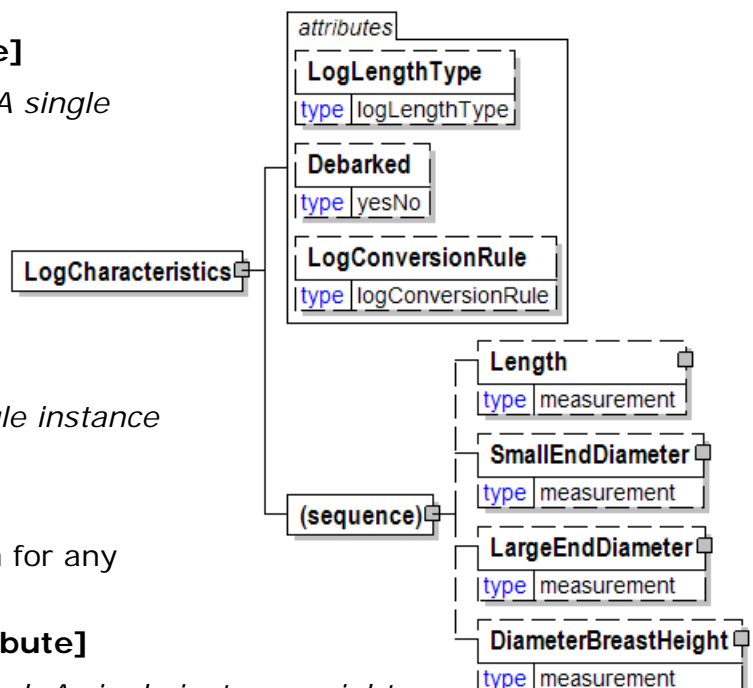 e]
A single
le instance
n for any
bute]
attributes
LogLengthType
type logLengthType
Debarked
type yesNo
LogConversionRule
type logConversionRule
LogCharacteristics
Length
type measurement
SmallEndDiameter
type measurement
(sequence)
LargeEndDiameter
type measurement
DiameterBreastHeight
type measurement